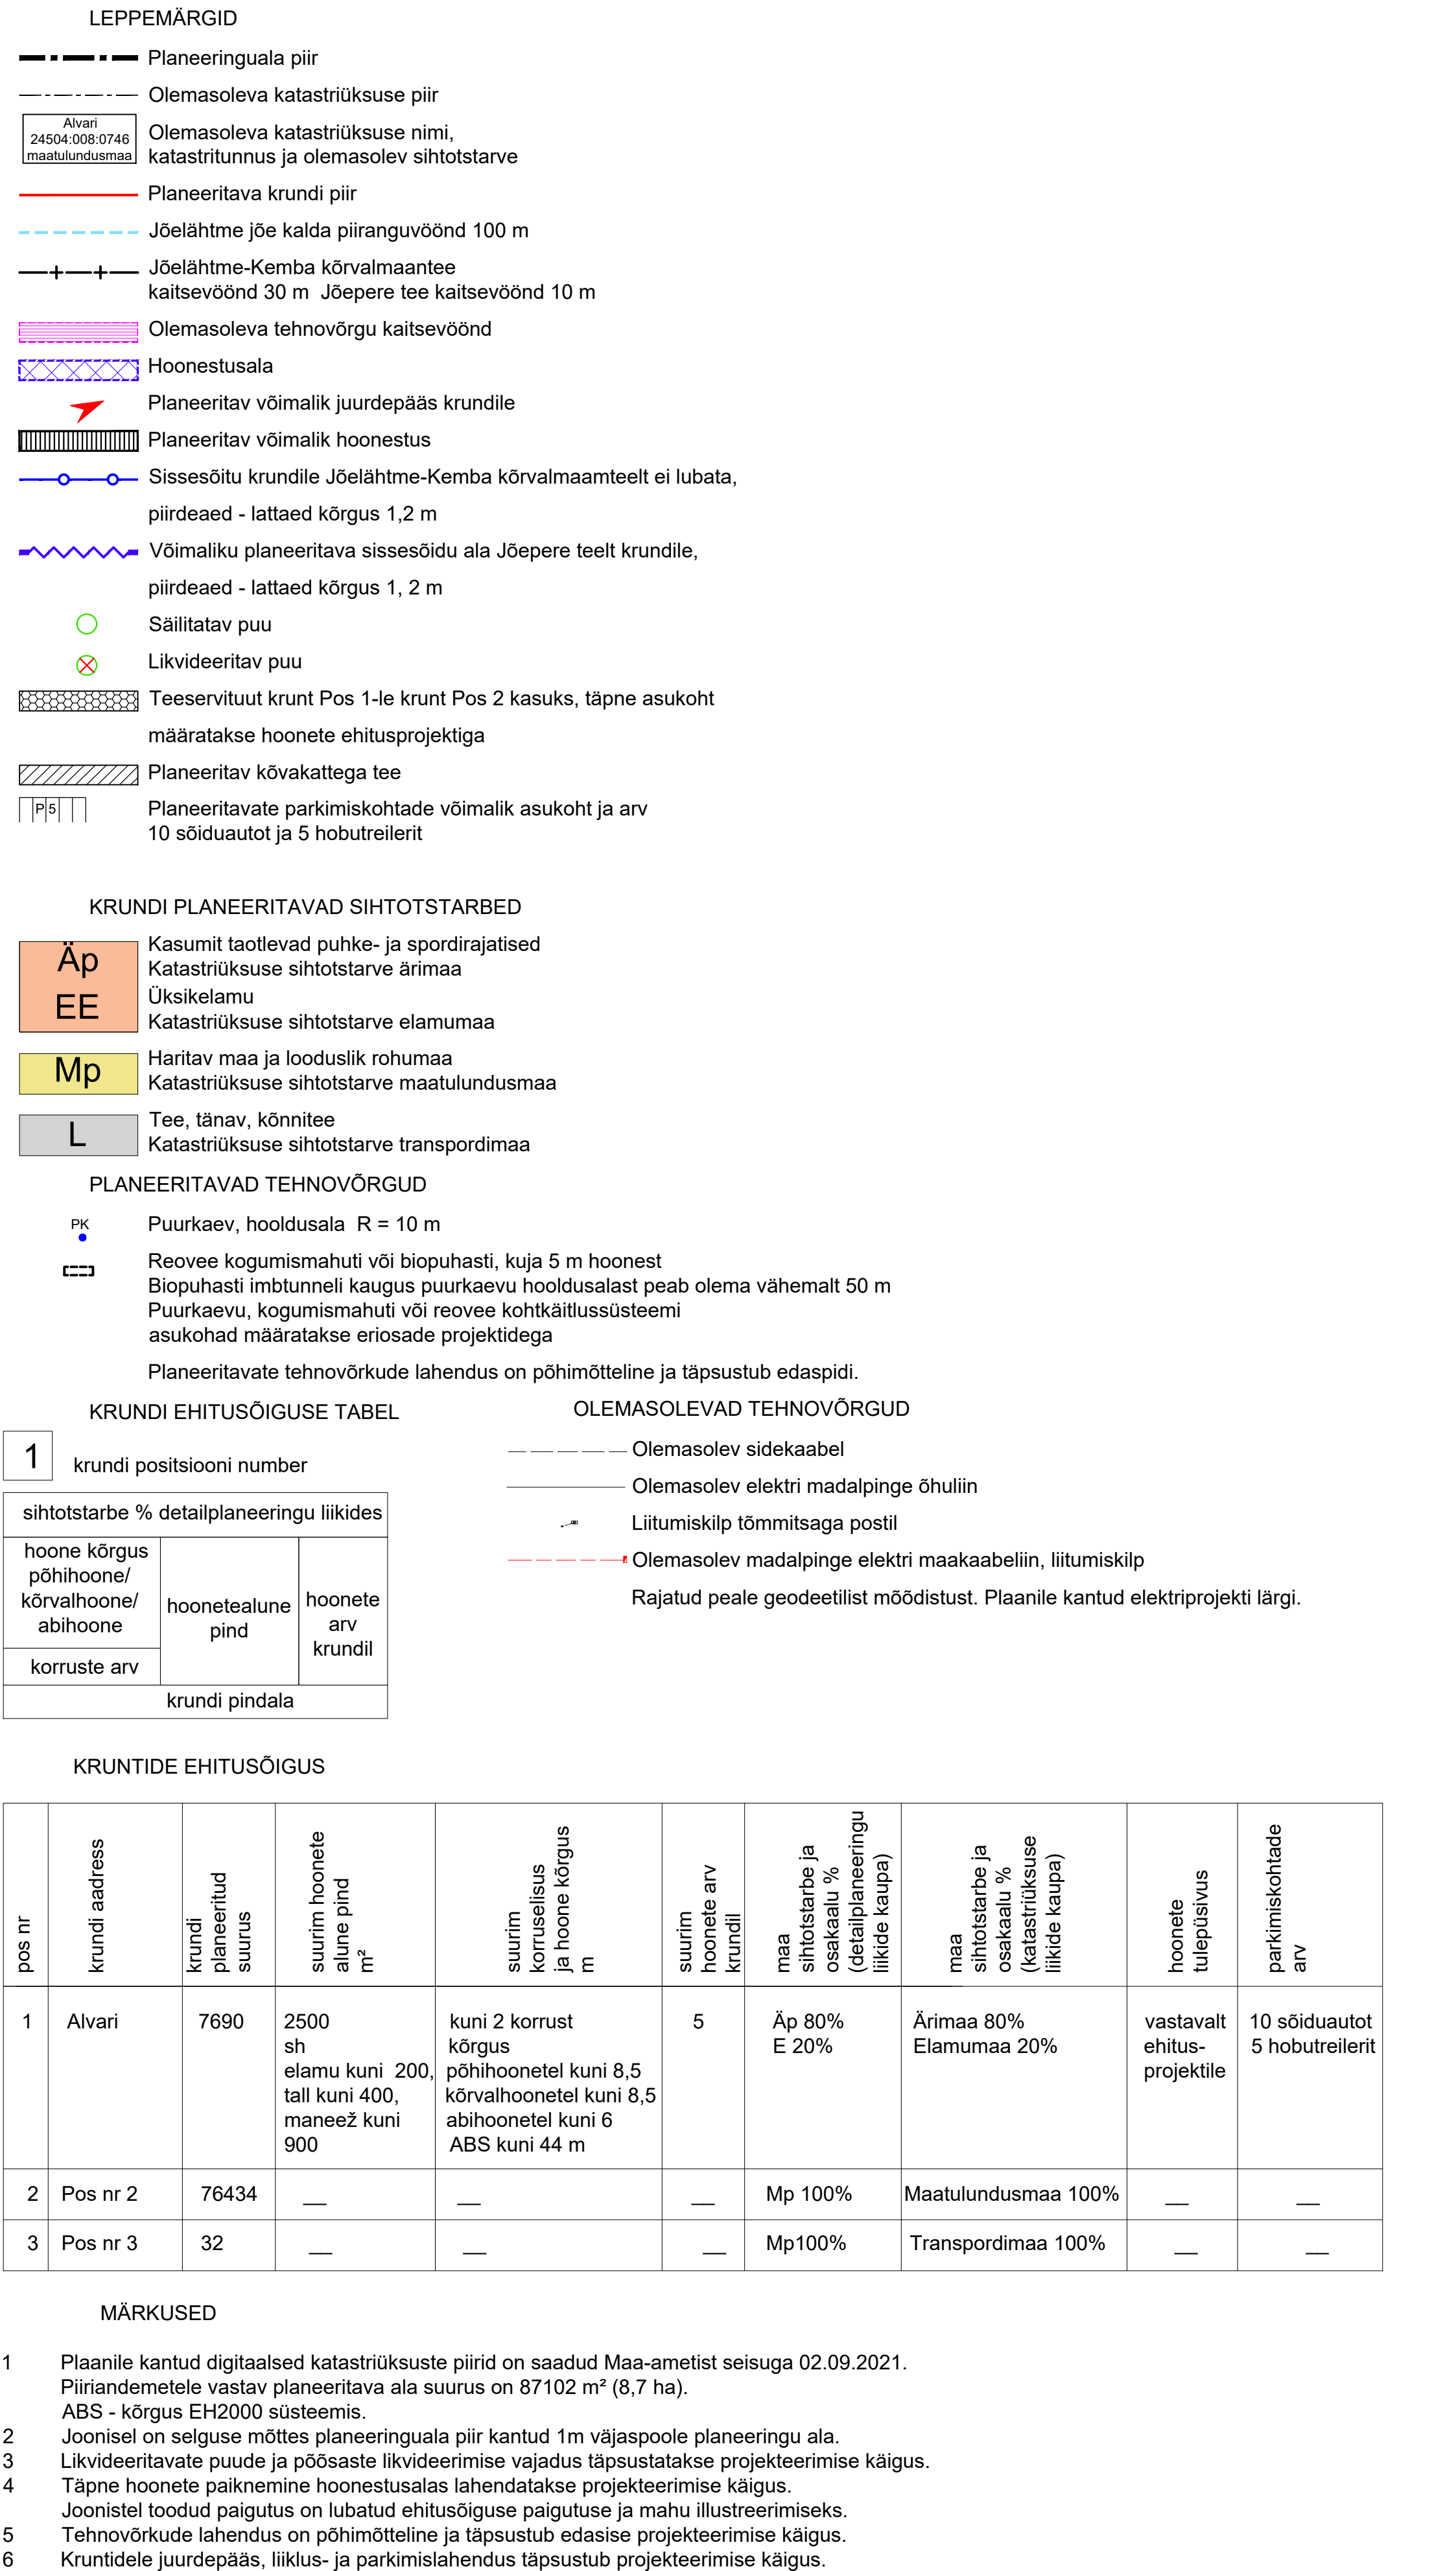 LEPPEMÄRGID
Planeeringuala piir
Olemasoleva katastriüksuse piir
Alvari
24504:008:0746
maatulundusmaa
Olemasoleva katastriüksuse nimi,
katastritunnus ja olemasolev sihtotstarve
Planeeritava krundi piir
Jõelähtme jõe kalda piiranguvöönd 100 m
Jõelähtme-Kemba kõrvalmaantee
kaitsevöönd 30 m Jõepere tee kaitsevöönd 10 m
Olemasoleva tehnovõrgu kaitsevöönd
Hoonestusala
Planeeritav võimalik juurdepääs krundile
Planeeritav võimalik hoonestus
Sissesõitu krundile Jõelähtme-Kemba kõrvalmaamteelt ei lubata,
piirdeaed - lattaed kõrgus 1,2 m
Võimaliku planeeritava sissesõidu ala Jõepere teelt krundile,
piirdeaed - lattaed kõrgus 1, 2 m
Säilitatav puu
Likvideeritav puu
Teeservituut krunt Pos 1-le krunt Pos 2 kasuks, täpne asukoht
määratakse hoonete ehitusprojektiga
Planeeritav kõvakattega tee
P 5
Planeeritavate parkimiskohtade võimalik asukoht ja arv
10 sõiduautot ja 5 hobutreilerit
KRUNDI PLANEERITAVAD SIHTOTSTARBED
Äp
Kasumit taotlevad puhke- ja spordirajatised
Katastriüksuse sihtotstarve ärimaa
EE
Üksikelamu
Katastriüksuse sihtotstarve elamumaa
Mp
Haritav maa ja looduslik rohumaa
Katastriüksuse sihtotstarve maatulundusmaa
L
Tee, tänav, kõnnitee
Katastriüksuse sihtotstarve transpordimaa
PLANEERITAVAD TEHNOVÕRGUD
PK
Puurkaev, hooldusala R = 10 m
Reovee kogumismahuti või biopuhasti, kuja 5 m hoonest
Biopuhasti imbtunneli kaugus puurkaevu hooldusalast peab olema vähemalt 50 m
Puurkaevu, kogumismahuti või reovee kohtkäitlussüsteemi
asukohad määratakse eriosade projektidega
Planeeritavate tehnovõrkude lahendus on põhimõtteline ja täpsustub edaspidi.
KRUNDI EHITUSÕIGUSE TABEL
1
krundi positsiooni number
sihtotstarbe % detailplaneeringu liikides
hoone kõrgus
põhihoone/
kõrvalhoone/
abihoone
korruste arv
hoonetealune
pind
hoonete
arv
krundil
krundi pindala
OLEMASOLEVAD TEHNOVÕRGUD
Olemasolev sidekaabel
Olemasolev elektri madalpinge õhuliin
Liitumiskilp tõmmitsaga postil
Olemasolev madalpinge elektri maakaabeliin, liitumiskilp
Rajatud peale geodeetilist mõõdistust. Plaanile kantud elektriprojekti lärgi.
KRUNTIDE EHITUSÕIGUS
pos nr
krundi aadress
krundi
planeeritud
suurus
suurim hoonete
alune pind
m²
suurim
korruselisus
ja hoone kõrgus
m
suurim
hoonete arv
krundil
maa
sihtotstarbe ja
osakaalu %
(detailplaneeringu
liikide kaupa)
maa
sihtotstarbe ja
osakaalu %
(katastriüksuse
liikide kaupa)
hoonete
tulepüsivus
parkimiskohtade
arv
1
Alvari
7690
2500
sh
elamu kuni 200,
tall kuni 400,
maneež kuni
900
kuni 2 korrust
kõrgus
põhihoonetel kuni 8,5
kõrvalhoonetel kuni 8,5
abihoonetel kuni 6
ABS kuni 44 m
5
Äp 80%
E 20%
Ärimaa 80%
Elamumaa 20%
vastavalt
ehitus-
projektile
10 sõiduautot
5 hobutreilerit
2 Pos nr 2 76434 __ __ __ Mp 100% Maatulundusmaa 100% __ __
3 Pos nr 3 32 __ __ __ Mp100% Transpordimaa 100% __ __
MÄRKUSED
1 Plaanile kantud digitaalsed katastriüksuste piirid on saadud Maa-ametist seisuga 02.09.2021.
Piiriandemetele vastav planeeritava ala suurus on 87102 m² (8,7 ha).
ABS - kõrgus EH2000 süsteemis.
2 Joonisel on selguse mõttes planeeringuala piir kantud 1m väjaspoole planeeringu ala.
3 Likvideeritavate puude ja põõsaste likvideerimise vajadus täpsustatakse projekteerimise käigus.
4 Täpne hoonete paiknemine hoonestusalas lahendatakse projekteerimise käigus.
Joonistel toodud paigutus on lubatud ehitusõiguse paigutuse ja mahu illustreerimiseks.
5 Tehnovõrkude lahendus on põhimõtteline ja täpsustub edasise projekteerimise käigus.
6 Kruntidele juurdepääs, liiklus- ja parkimislahendus täpsustub projekteerimise käigus.